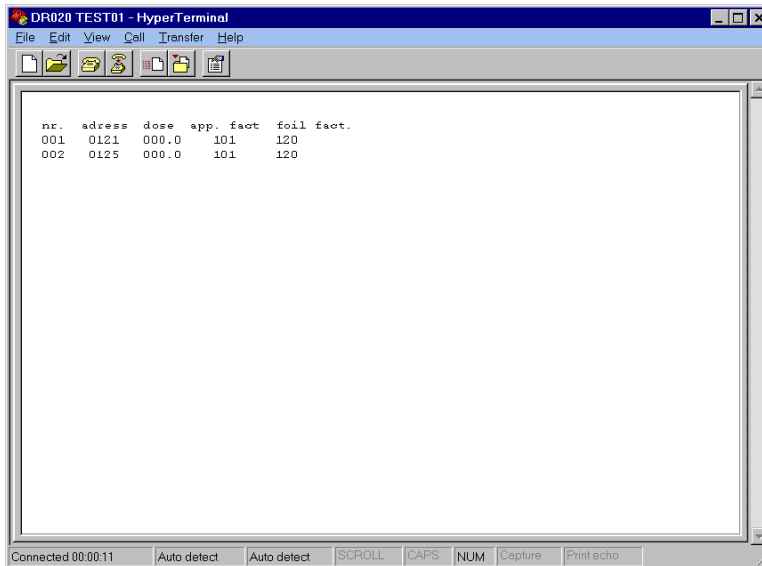 DR020 TEST01 - HyperTerminal
File Edit View Call Transfer Help
nr. adress dose app. fact foil fact.
001 0121 000.0 101 120
002 0125 000.0 101 120
Connected 00:00:11 Auto detect Auto detect SCROLL CAPS NUM Capture Print echo